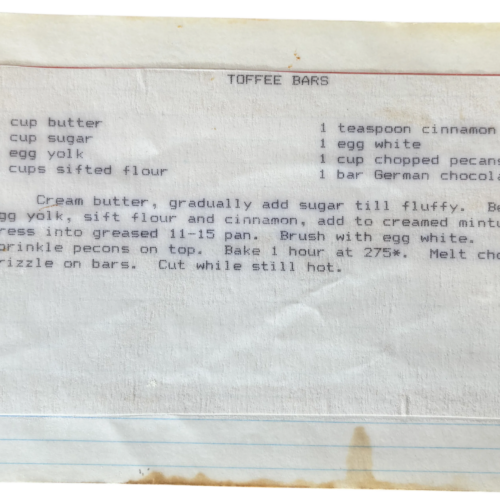 TOFFEE BARS
cup butter 1 teaspoon cinnamon
cup sugar 1 egg white
egg yolk 1 cup chopped pecans
cups sifted flour 1 bar German chocola
Cream butter, gradually add sugar till fluffy. Be
gg yolk, sift flour and cinnamon, add to creamed mintu
ress into greased 11-15 pan. Brush with egg white.
prinkle pecons on top. Bake 1 hour at 275*. Melt cho
rizzle on bars. Cut while still hot.